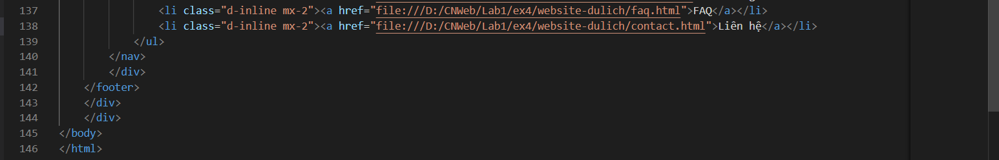 137 <li class="d-inline mx-2"><a href="file:///D:/CNWeb/Lab1/ex4/website-dulich/faq.html">FAQ</a></li>
138 <li class="d-inline mx-2"><a href="file:///D:/CNWeb/Lab1/ex4/website-dulich/contact.html">Liên hệ</a></li>
139 </ul>
140 </nav>
141 </div>
142 </footer>
143 </div>
144 </div>
145 </body>
146 </html>